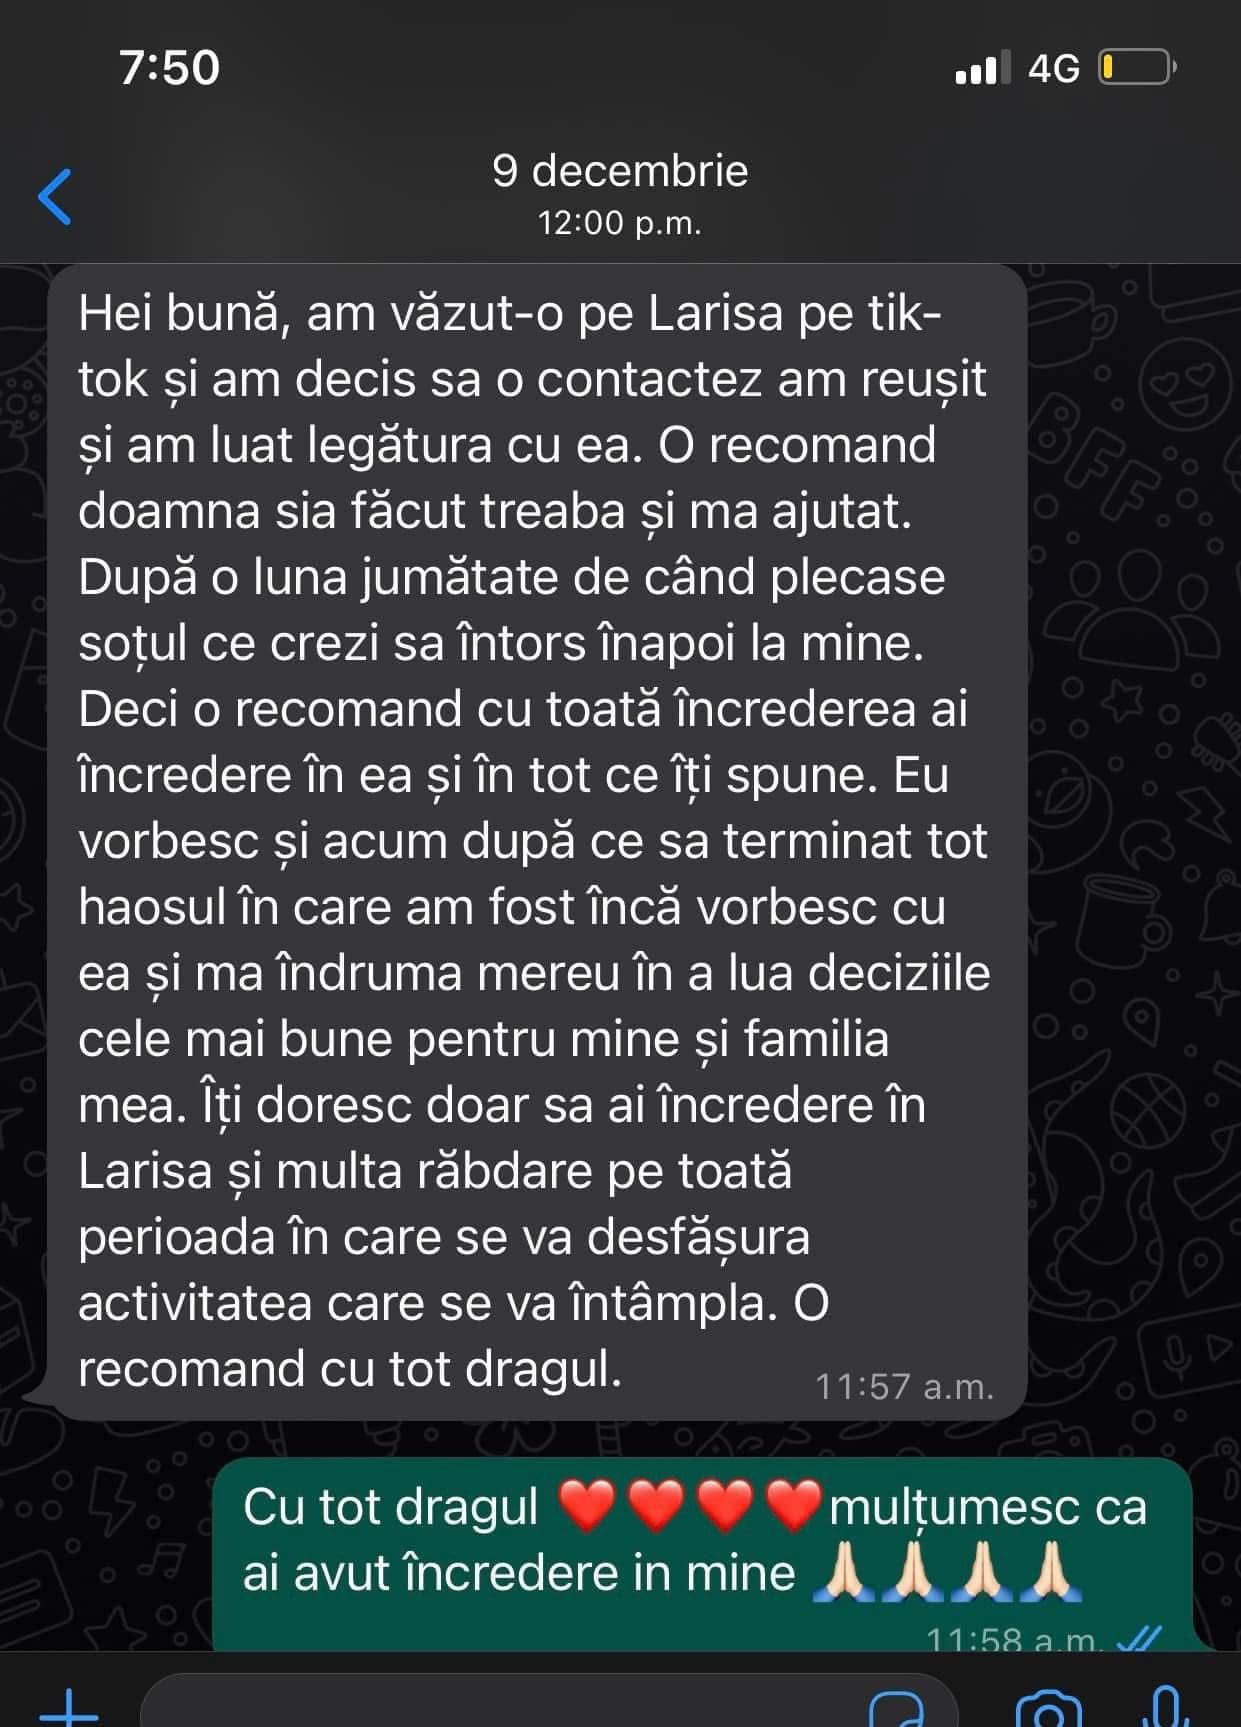 7:50
4G
9 decembrie
12:00 p.m.
Hei bună, am văzut-o pe Larisa pe tik-
tok și am decis sa o contactez am reușit
și am luat legătura cu ea. O recomand
doamna sia făcut treaba și ma ajutat.
După o luna jumătate de când plecase
soțul ce crezi sa întors înapoi la mine.
Deci o recomand cu toată încrederea ai
încredere în ea și în tot ce îți spune. Eu
vorbesc și acum după ce sa terminat tot
haosul în care am fost încă vorbesc cu
ea și ma îndruma mereu în a lua deciziile
cele mai bune pentru mine și familia
mea. Îți doresc doar sa ai încredere în
Larisa și multa răbdare pe toată
perioada în care se va desfășura
activitatea care se va întâmpla. O
recomand cu tot dragul.
11:57 a.m.
Cu tot dragul ❤️❤️❤️❤️mulțumesc ca
ai avut încredere in mine 🙏🏻🙏🏻🙏🏻🙏🏻
11:58 a.m.
BFF